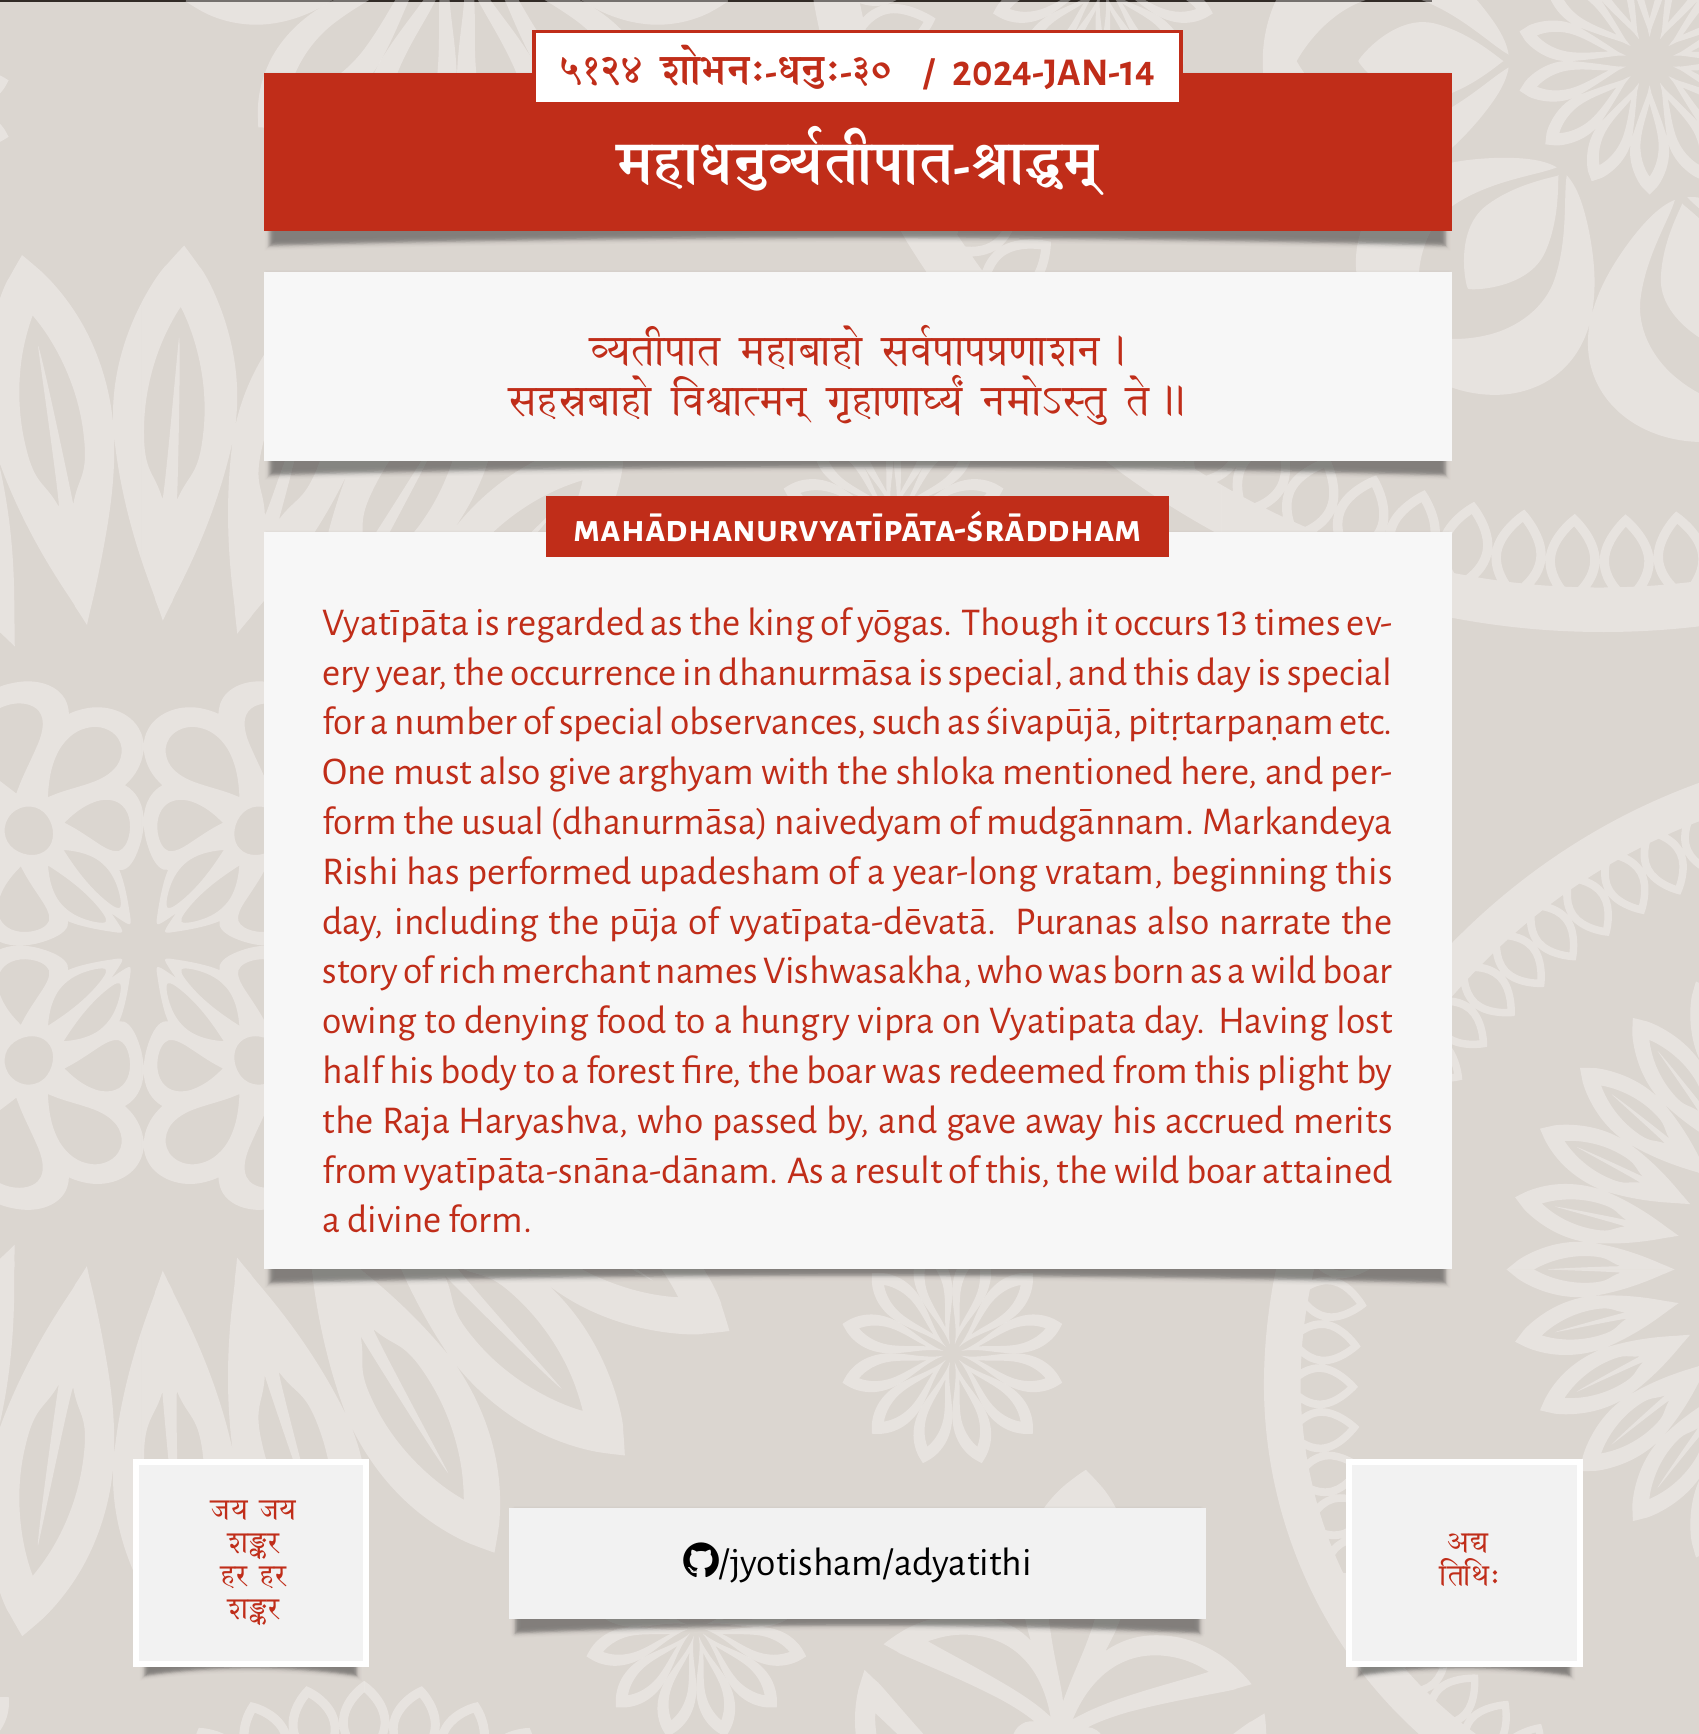 ५१२४ शोभनः-धनुः-३० / 2024-JAN-14
महाधनुर्व्यतीपात-श्राद्धम्
व्यतीपात महाबाहो सर्वपापप्रणाशन।
सहस्रबाहो विश्वात्मन् गृहाणार्घ्यं नमोऽस्तु ते॥
MAHĀDHANURVYATĪPĀTA-ŚRĀDDHAM
Vyatīpāta is regarded as the king of yōgas. Though it occurs 13 times ev-
ery year, the occurrence in dhanurmāsa is special, and this day is special
for a number of special observances, such as śivapūjā, pitṛtarpaṇam etc.
One must also give arghyam with the shloka mentioned here, and per-
form the usual (dhanurmāsa) naivedyam of mudgānnam. Markandeya
Rishi has performed upadesham of a year-long vratam, beginning this
day, including the pūja of vyatīpata-dēvatā. Puranas also narrate the
story of rich merchant names Vishwasakha, who was born as a wild boar
owing to denying food to a hungry vipra on Vyatipata day. Having lost
half his body to a forest fire, the boar was redeemed from this plight by
the Raja Haryashva, who passed by, and gave away his accrued merits
from vyatīpāta-snāna-dānam. As a result of this, the wild boar attained
a divine form.
जय जय
शङ्कर
हर हर
शङ्कर
/jyotisham/adyatithi
अद्य
तिथिः